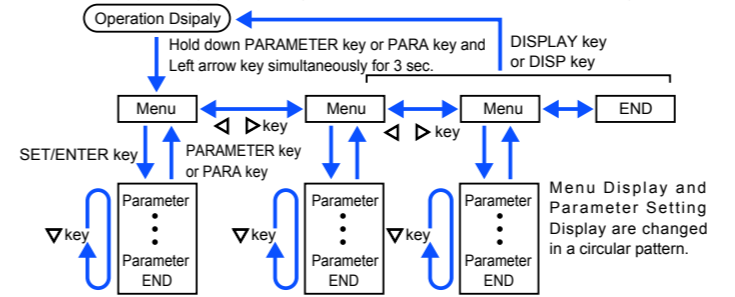 Operation Dsipaly
Hold down PARAMETER key or PARA key and
Left arrow key simultaneously for 3 sec.
DISPLAY key
or DISP key
Menu
Menu
Menu
END
key
key
SET/ENTER key
PARAMETER key
or PARA key
Parameter
Parameter
END
key
Parameter
Parameter
END
key
Parameter
Parameter
END
key
Menu Display and
Parameter Setting
Display are changed
in a circular pattern.